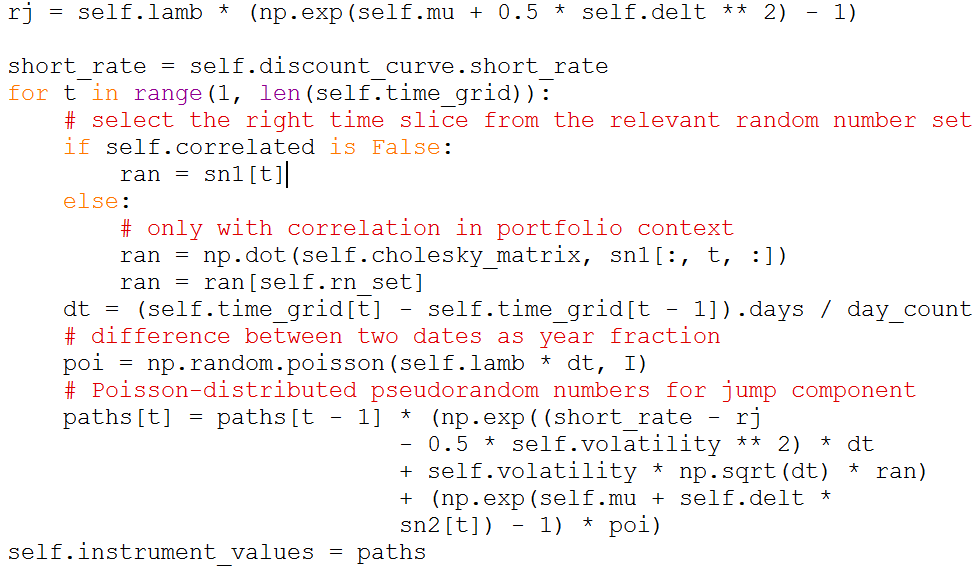 rj = self.lamb * (np.exp(self.mu + 0.5 * self.delt ** 2) - 1)

short_rate = self.discount_curve.short_rate
for t in range(1, len(self.time_grid)):
    # select the right time slice from the relevant random number set
    if self.correlated is False:
        ran = sn1[t]
    else:
        # only with correlation in portfolio context
        ran = np.dot(self.cholesky_matrix, sn1[:, t, :])
        ran = ran[self.rn_set]
    dt = (self.time_grid[t] - self.time_grid[t - 1]).days / day_count
    # difference between two dates as year fraction
    poi = np.random.poisson(self.lamb * dt, I)
    # Poisson-distributed pseudorandom numbers for jump component
    paths[t] = paths[t - 1] * (np.exp((short_rate - rj
                            - 0.5 * self.volatility ** 2) * dt
                            + self.volatility * np.sqrt(dt) * ran)
                            + (np.exp(self.mu + self.delt *
                            sn2[t]) - 1) * poi)
self.instrument_values = paths